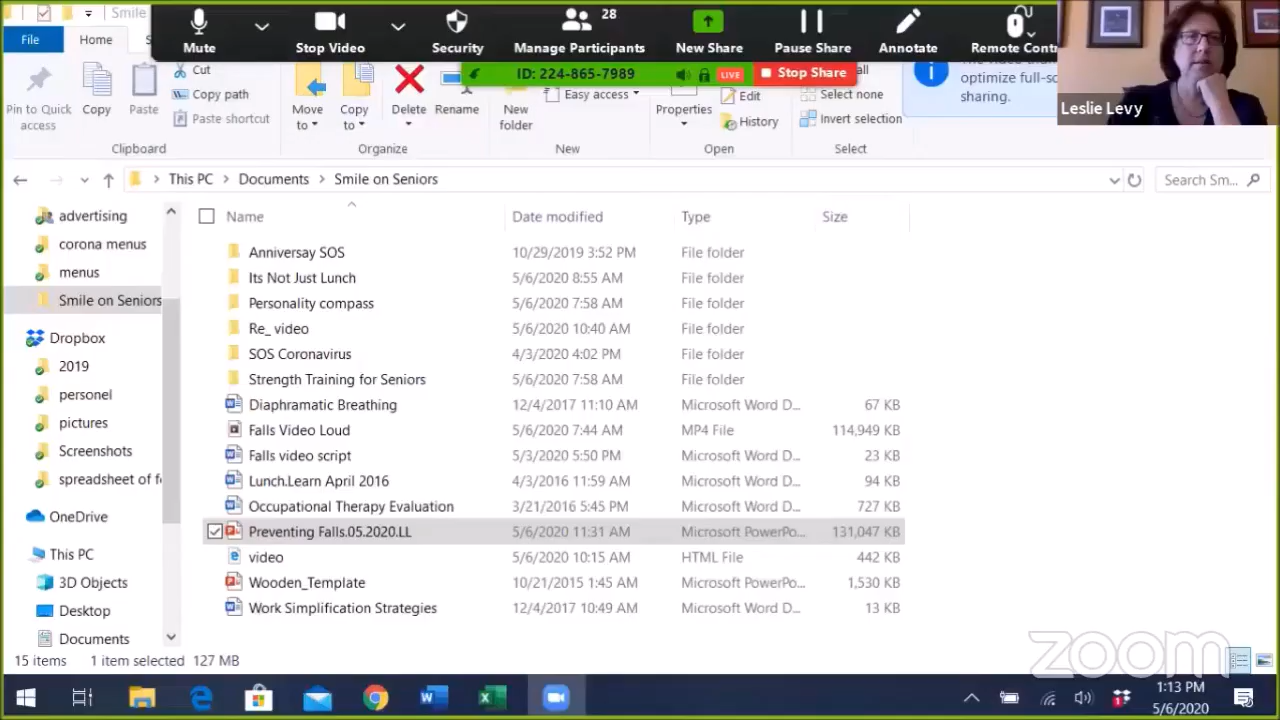 Smile
28
Mute
Stop Video
Security
Manage Participants
New Share
Pause Share
Annotate
Remote Contr
ID: 224-865-7989
LIVE
Stop Share
Leslie Levy
File
Home
Pin to Quick access
Copy
Paste
Cut
Copy path
Paste shortcut
Clipboard
Move to
Copy to
Delete
Rename
Organize
New folder
Easy access
New
Properties
Edit
History
Open
Select none
Invert selection
Select
optimize full-sc
sharing.
This PC > Documents > Smile on Seniors
Search Sm...
advertising
corona menus
menus
Smile on Seniors
Dropbox
2019
personel
pictures
Screenshots
spreadsheet of f
OneDrive
This PC
3D Objects
Desktop
Documents
Name Date modified Type Size
Anniversay SOS 10/29/2019 3:52 PM File folder
Its Not Just Lunch 5/6/2020 8:55 AM File folder
Personality compass 5/6/2020 7:58 AM File folder
Re_ video 5/6/2020 10:40 AM File folder
SOS Coronavirus 4/3/2020 4:02 PM File folder
Strength Training for Seniors 5/6/2020 7:58 AM File folder
Diaphramatic Breathing 12/4/2017 11:10 AM Microsoft Word D... 67 KB
Falls Video Loud 5/6/2020 7:44 AM MP4 File 114,949 KB
Falls video script 5/3/2020 5:50 PM Microsoft Word D... 23 KB
Lunch.Learn April 2016 4/3/2016 11:59 AM Microsoft Word D... 94 KB
Occupational Therapy Evaluation 3/21/2016 5:45 PM Microsoft Word D... 727 KB
Preventing Falls.05.2020.LL 5/6/2020 11:31 AM Microsoft PowerPo... 131,047 KB
video 5/6/2020 10:15 AM HTML File 442 KB
Wooden_Template 10/21/2015 1:45 AM Microsoft PowerPo... 1,530 KB
Work Simplification Strategies 12/4/2017 10:49 AM Microsoft Word D... 13 KB
15 items 1 item selected 127 MB
zoom
1:13 PM
5/6/2020